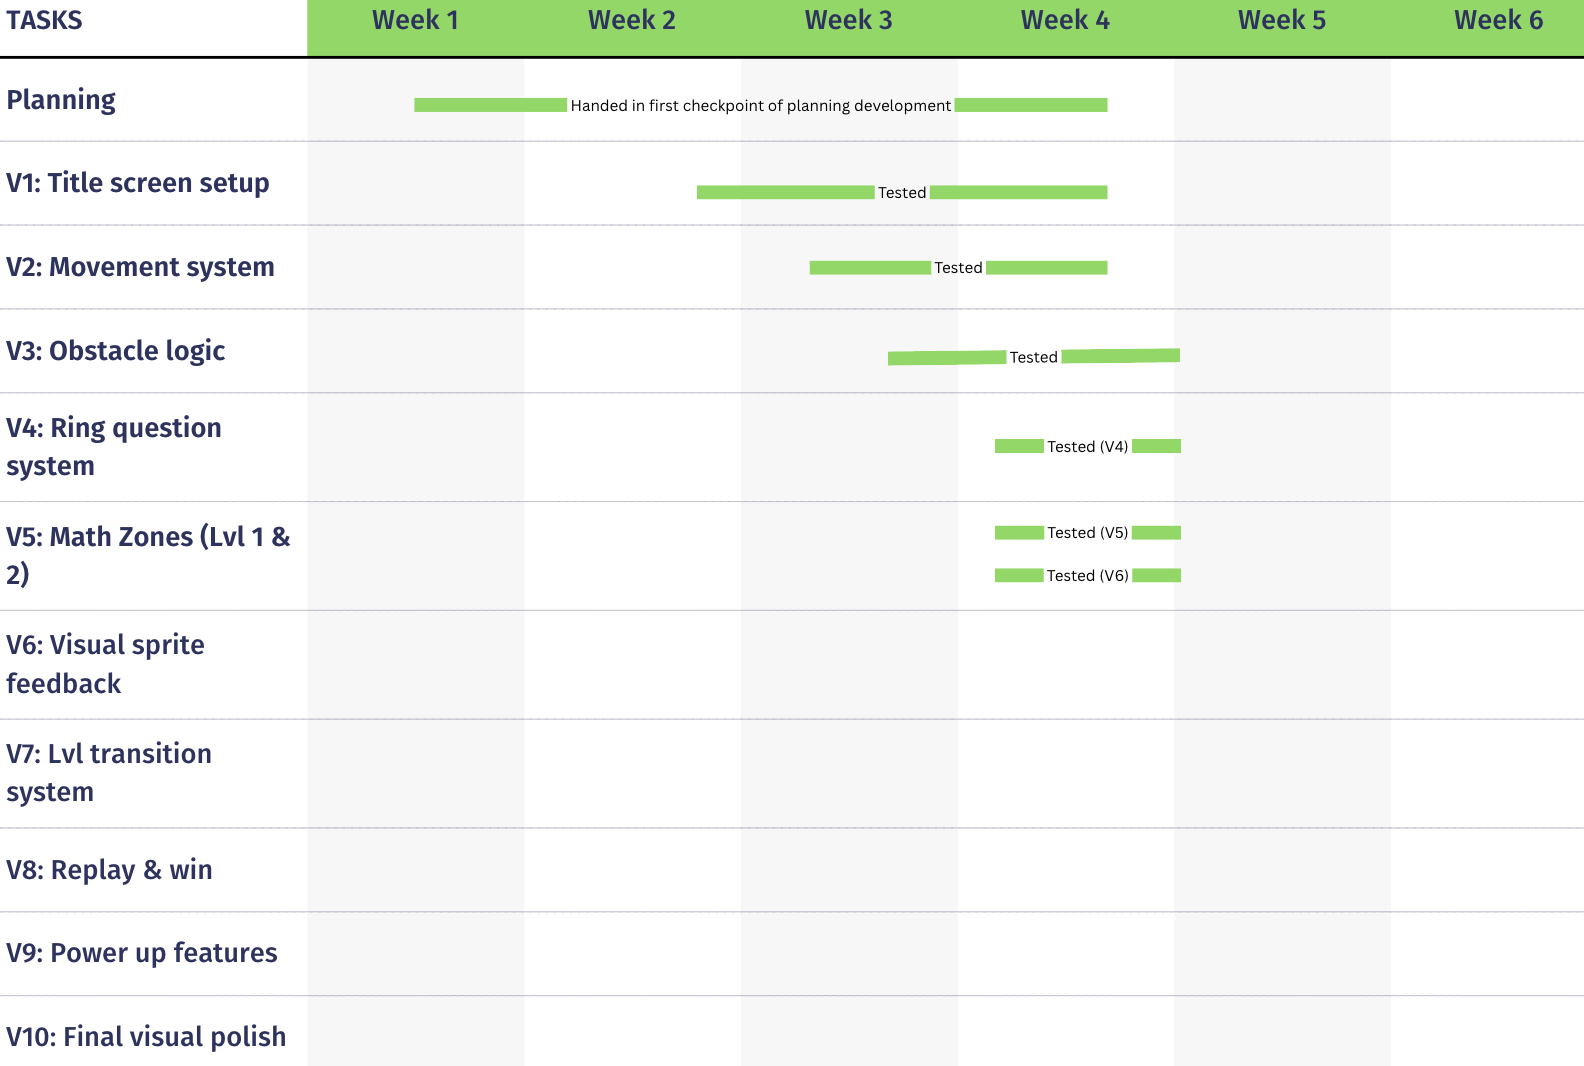 TASKS Week 1 Week 2 Week 3 Week 4 Week 5 Week 6
Planning
Handed in first checkpoint of planning development
V1: Title screen setup
Tested
V2: Movement system
Tested
V3: Obstacle logic
Tested
V4: Ring question
system
Tested (V4)
V5: Math Zones (Lvl 1 &
2)
Tested (V5)
Tested (V6)
V6: Visual sprite
feedback
V7: Lvl transition
system
V8: Replay & win
V9: Power up features
V10: Final visual polish